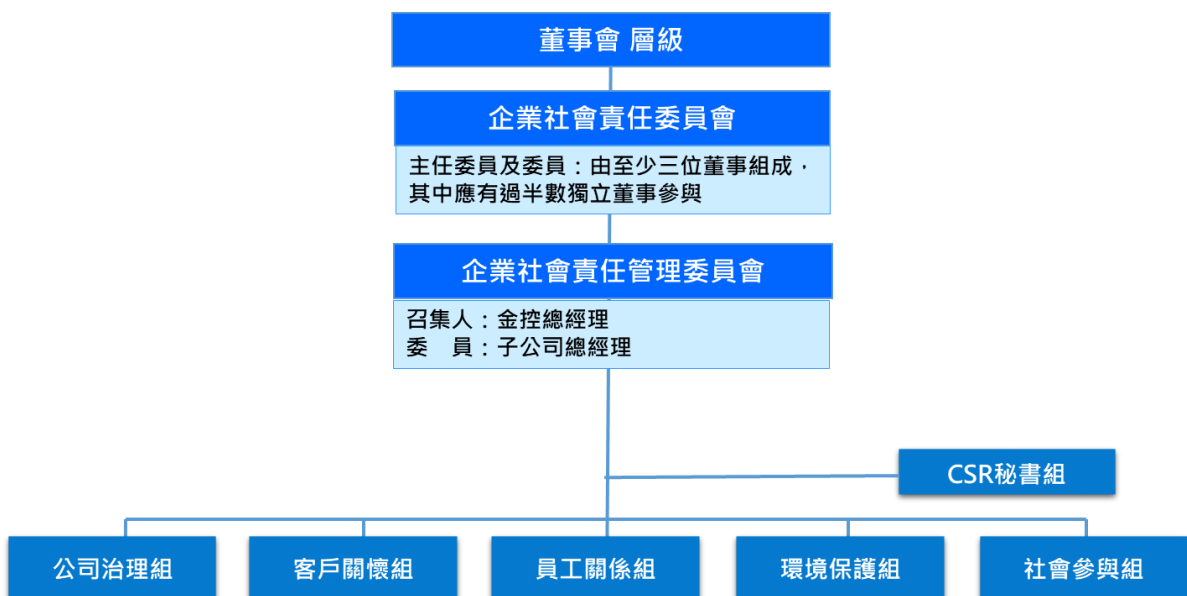 董事會 層級
企業社會責任委員會
主任委員及委員：由至少三位董事組成，
其中應有過半數獨立董事參與
企業社會責任管理委員會
召集人：金控總經理
委　員：子公司總經理
CSR秘書組
公司治理組
客戶關懷組
員工關係組
環境保護組
社會參與組